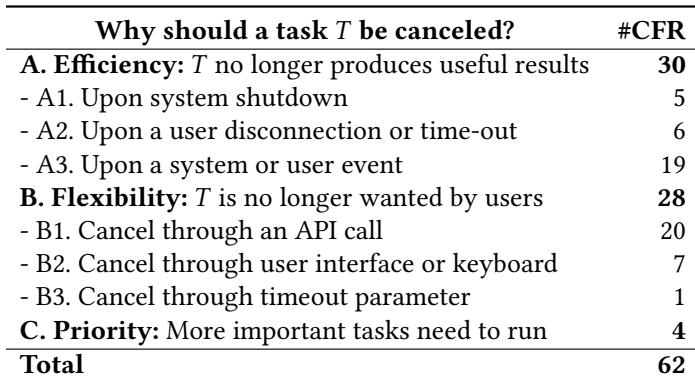 Why should a task T be canceled? #CFR
A. Efficiency: T no longer produces useful results 30
- A1. Upon system shutdown 5
- A2. Upon a user disconnection or time-out 6
- A3. Upon a system or user event 19
B. Flexibility: T is no longer wanted by users 28
- B1. Cancel through an API call 20
- B2. Cancel through user interface or keyboard 7
- B3. Cancel through timeout parameter 1
C. Priority: More important tasks need to run 4
Total 62